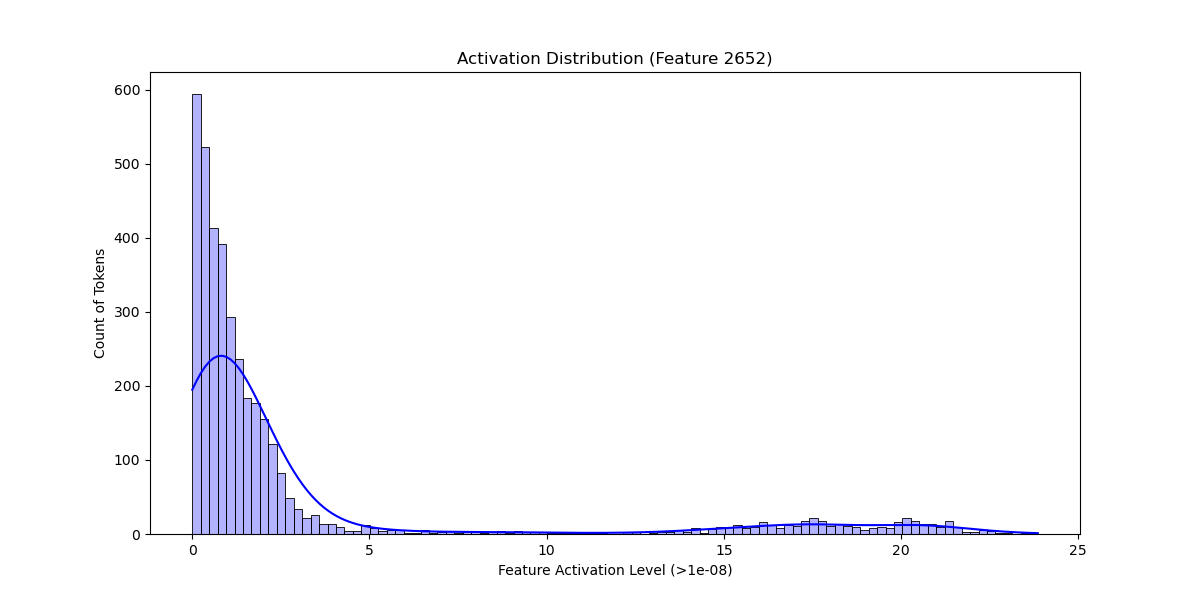 Activation Distribution (Feature 2652)
600
500
400
300
200
100
0
Count of Tokens
0 5 10 15 20 25
Feature Activation Level (>1e-08)